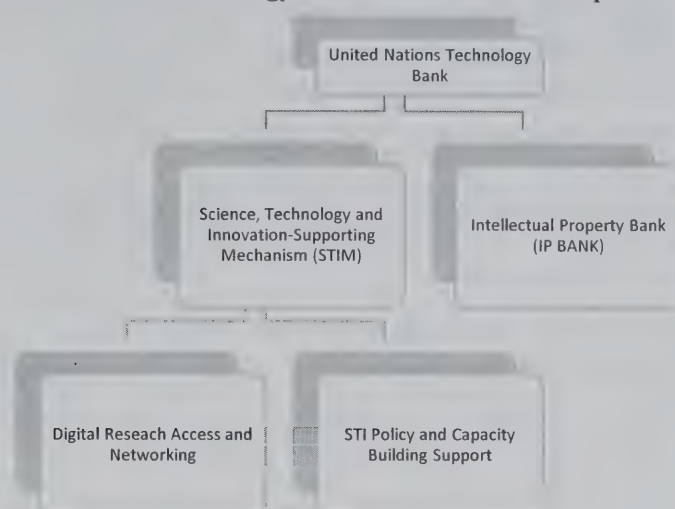 United Nations Technology
Bank
Science, Technology and
Innovation-Supporting
Mechanism (STIM)
Intellectual Property Bank
(IP BANK)
Digital Reseach Access and
Networking
STI Policy and Capacity
Building Support